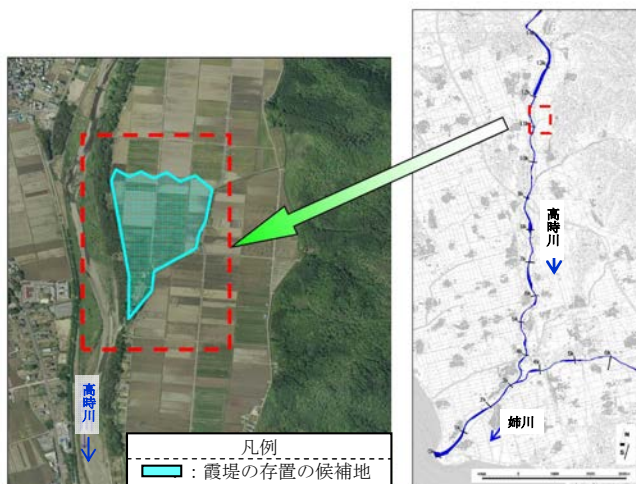 高時川
凡例
：霞堤の存置の候補地
高時川
姉川